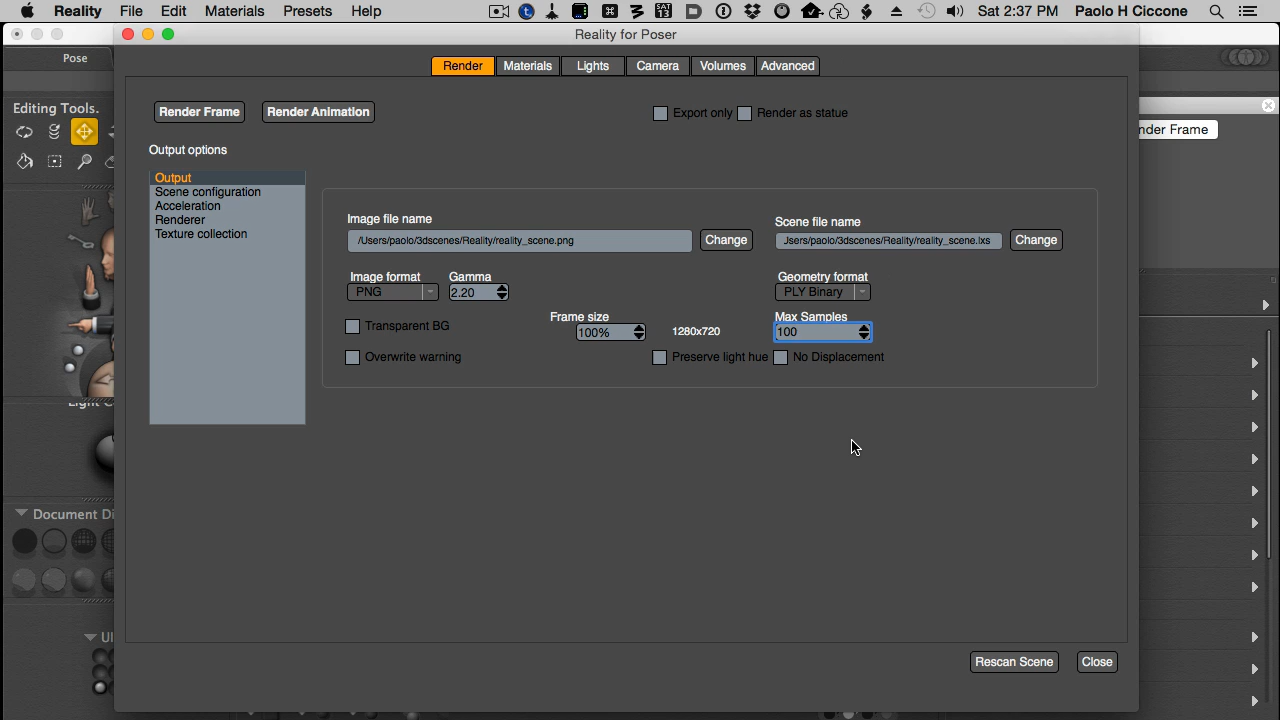 Reality File Edit Materials Presets Help SAT 13 Sat 2:37 PM Paolo H Ciccone
Reality for Poser
Pose
Render Materials Lights Camera Volumes Advanced
Editing Tools.
Render Frame Render Animation Export only Render as statue
nder Frame
Output options
Output
Scene configuration
Acceleration
Renderer
Texture collection
Image file name Scene file name
/Users/paolo/3dscenes/Reality/reality_scene.png Change Jsers/paolo/3dscenes/Reality/reality_scene.lxs Change
Image format Gamma Geometry format
PNG 2.20 PLY Binary
Frame size Max Samples
Transparent BG 100% 1280x720 100
Overwrite warning Preserve light hue No Displacement
Light C
Document Di
UI
Rescan Scene Close